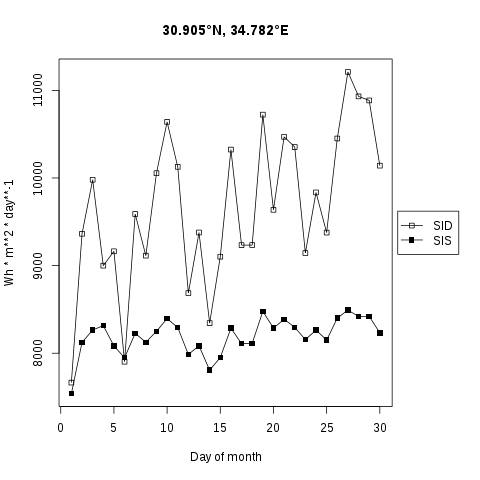 30.905°N, 34.782°E
11000
10000
9000
8000
Wh * m**2 * day**-1
0 5 10 15 20 25 30
Day of month
SID
SIS